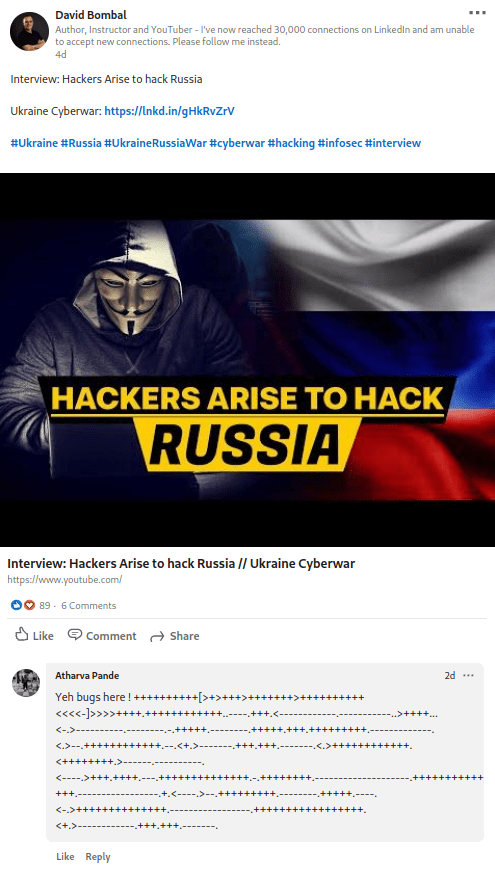 David Bombal
Author, Instructor and YouTuber - I've now reached 30,000 connections on LinkedIn and am unable
to accept new connections. Please follow me instead.
4d
Interview: Hackers Arise to hack Russia
Ukraine Cyberwar: https://lnkd.in/gHkRvZrV
#Ukraine #Russia #UkraineRussiaWar #cyberwar #hacking #infosec #interview
HACKERS ARISE TO HACK
RUSSIA
Interview: Hackers Arise to hack Russia // Ukraine Cyberwar
https://www.youtube.com/
89 · 6 Comments
Like Comment Share
Atharva Pande
2d
Yeh bugs here ! ++++++++++[>+>+++>+++++++>++++++++++
<<<<-]>>>>++++.++++++++++++..----.+++.<------------.-----------..>++++...
<-.>----------.--------.-.+++++.--------.+++++.+++.+++++++++.-------------.
<.>--.++++++++++++.--.<+.>-------.+++.+++.-------.<.>++++++++++++.
<++++++++.>------.----------.
<----.>+++.++++.---.++++++++++++++.-.++++++++.---------------------.+++++++++++
+++.------------------.+.<----.>--.+++++++++.--------.+++++.----.
<-.>+++++++++++++++.-----------------.+++++++++++++++++.
<+.>------------.+++.+++.-------.
Like Reply